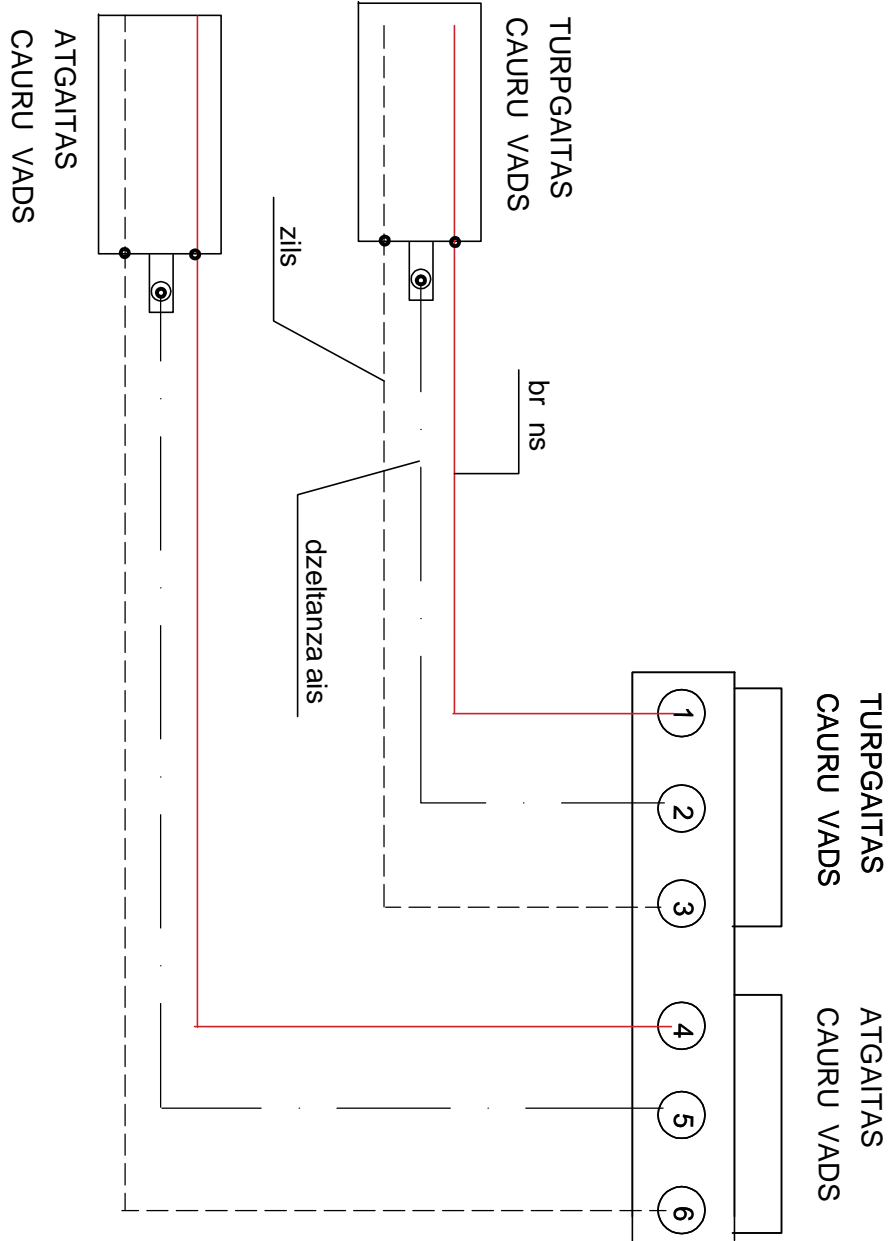 TURPGAITAS
CAURU VADS
ATGAITAS
CAURU VADS
1 2 3 4 5 6
TURPGAITAS
CAURU VADS
br ns
dzeltanza ais
zils
ATGAITAS
CAURU VADS